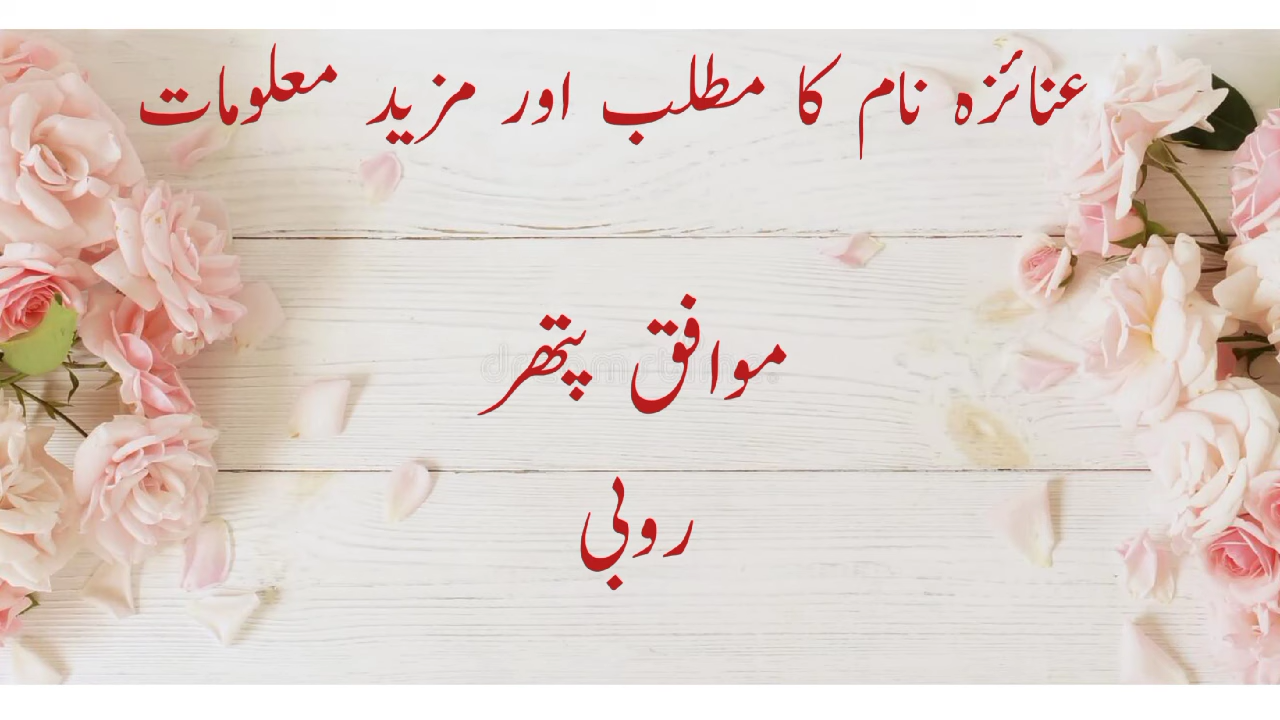 عنائزہ نام کا مطلب اور مزید معلومات
موافق پتھر
روبی